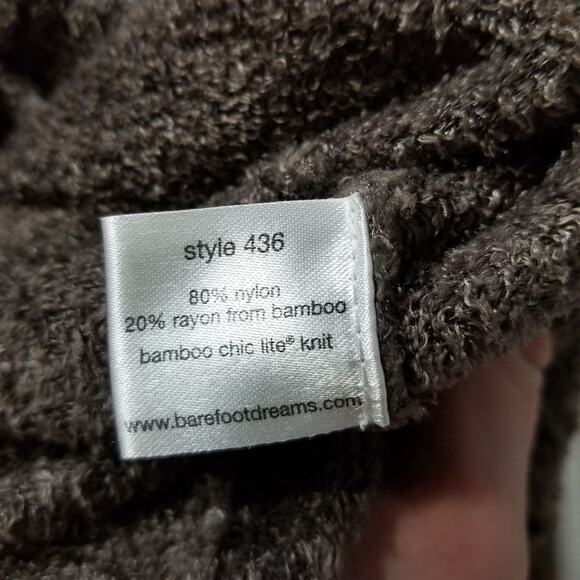 style 436
80% nylon
20% rayon from bamboo
bamboo chic lite® knit
www.barefootdreams.com